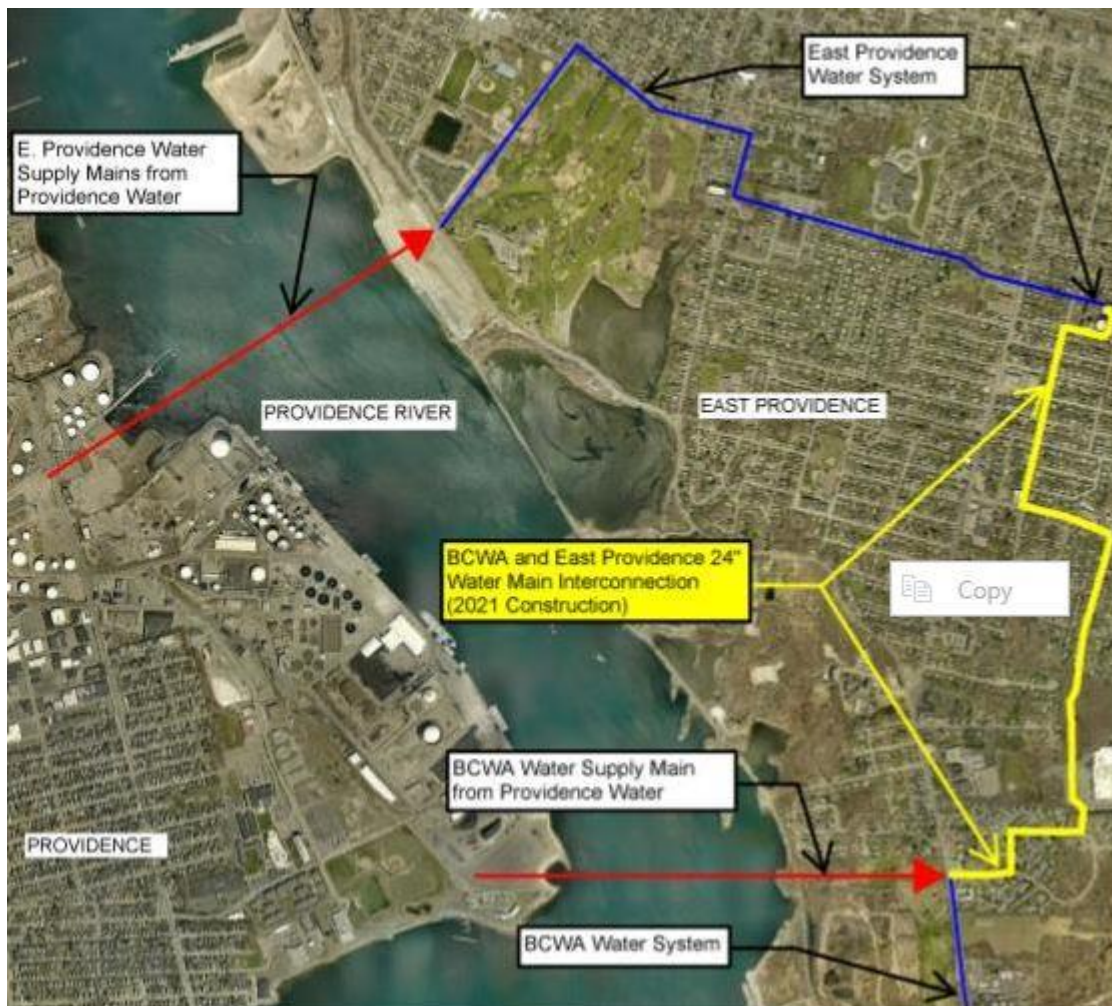 East Providence
Water System
E. Providence Water
Supply Mains from
Providence Water
PROVIDENCE RIVER
EAST PROVIDENCE
BCWA and East Providence 24"
Water Main Interconnection
(2021 Construction)
Copy
BCWA Water Supply Main
from Providence Water
PROVIDENCE
BCWA Water System